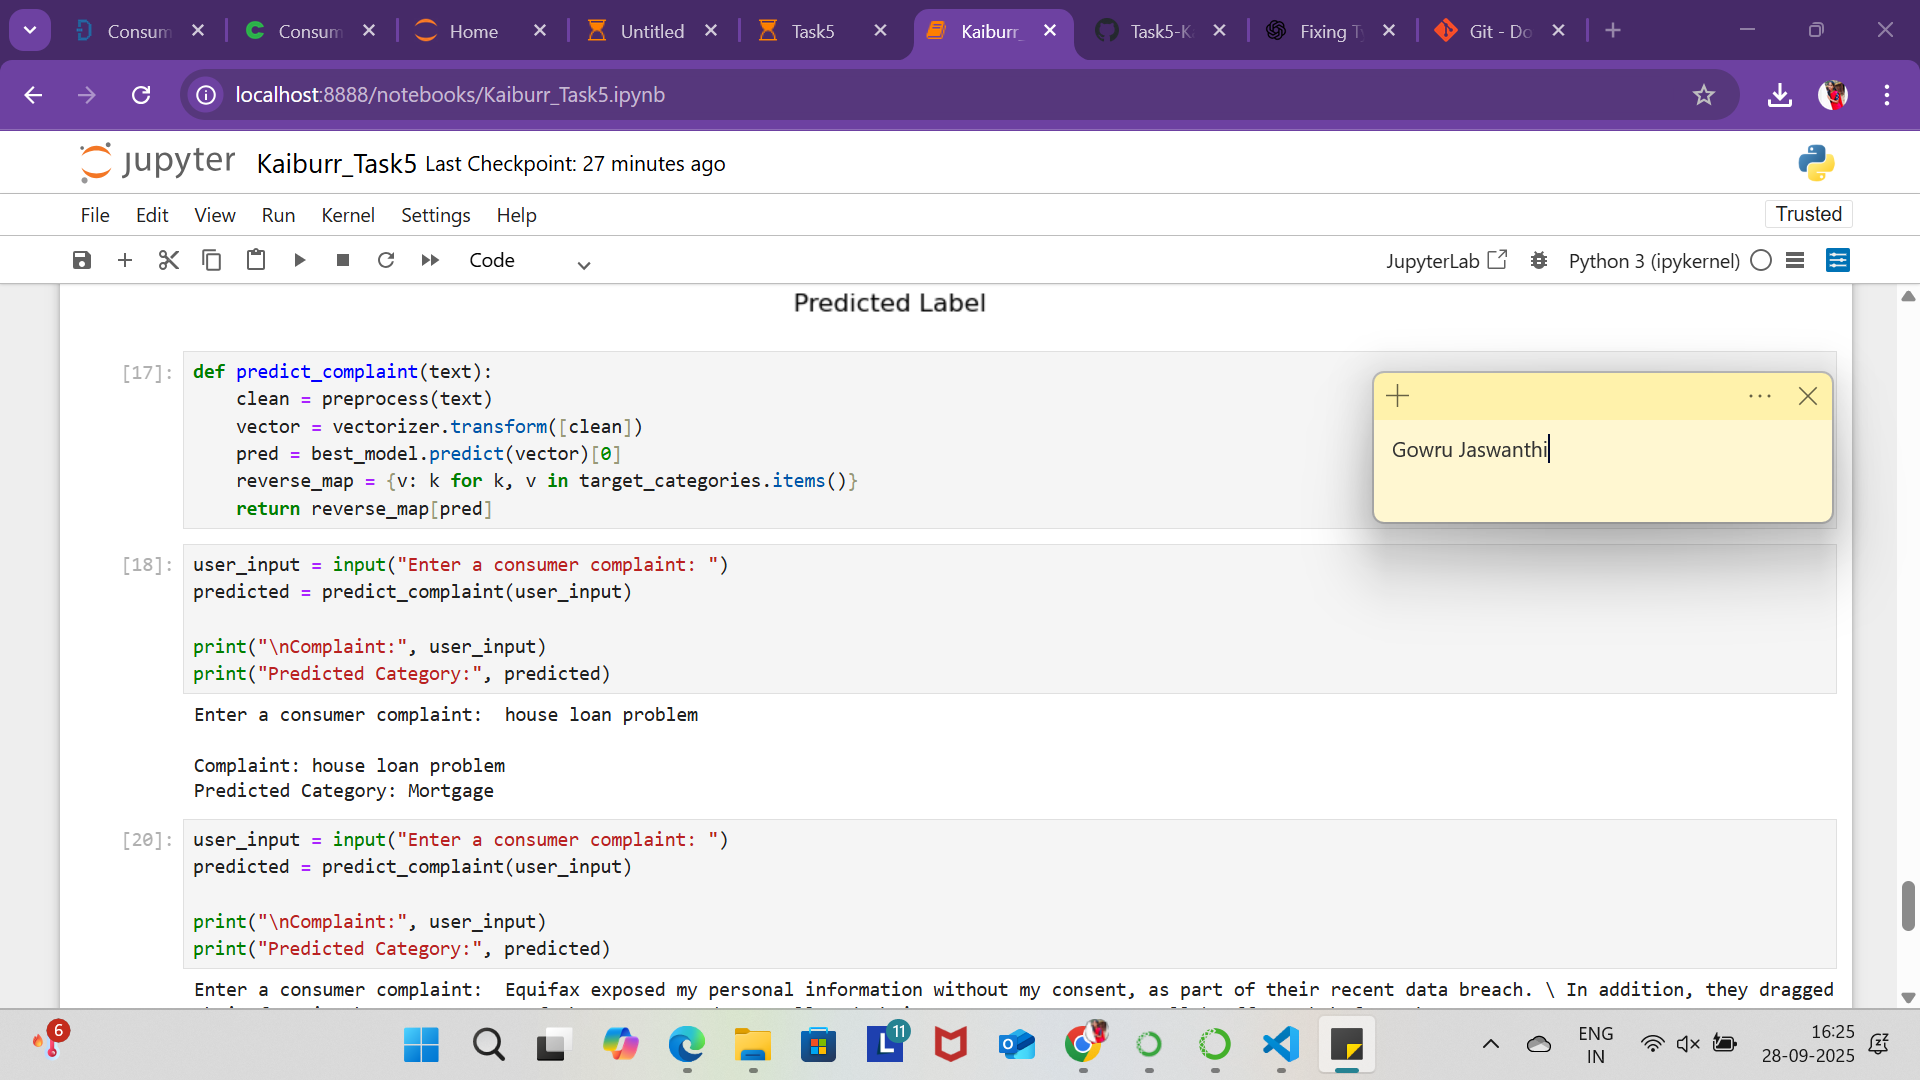 Consum
Consum
Home
Untitled
Task5
Kaiburr_
Task5-K
Fixing T
Git - Do
localhost:8888/notebooks/Kaiburr_Task5.ipynb
jupyter Kaiburr_Task5 Last Checkpoint: 27 minutes ago
File Edit View Run Kernel Settings Help Trusted
Code JupyterLab Python 3 (ipykernel)
Predicted Label
[17]: def predict_complaint(text):
    clean = preprocess(text)
    vector = vectorizer.transform([clean])
    pred = best_model.predict(vector)[0]
    reverse_map = {v: k for k, v in target_categories.items()}
    return reverse_map[pred]
Gowru Jaswanthi
[18]: user_input = input("Enter a consumer complaint: ")
predicted = predict_complaint(user_input)
print("\nComplaint:", user_input)
print("Predicted Category:", predicted)
Enter a consumer complaint:  house loan problem
Complaint: house loan problem
Predicted Category: Mortgage
[20]: user_input = input("Enter a consumer complaint: ")
predicted = predict_complaint(user_input)
print("\nComplaint:", user_input)
print("Predicted Category:", predicted)
Enter a consumer complaint:  Equifax exposed my personal information without my consent, as part of their recent data breach. \ In addition, they dragged
6
L
11
ENG
IN
16:25
28-09-2025